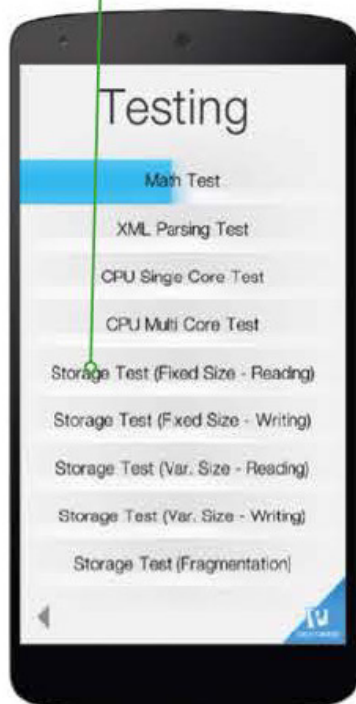 Testing
Math Test
XML Parsing Test
CPU Singe Core Test
CPU Multi Core Test
Storage Test (Fixed Size - Reading)
Storage Test (Fixed Size - Writing)
Storage Test (Var. Size - Reading)
Storage Test (Var. Size - Writing)
Storage Test (Fragmentation)